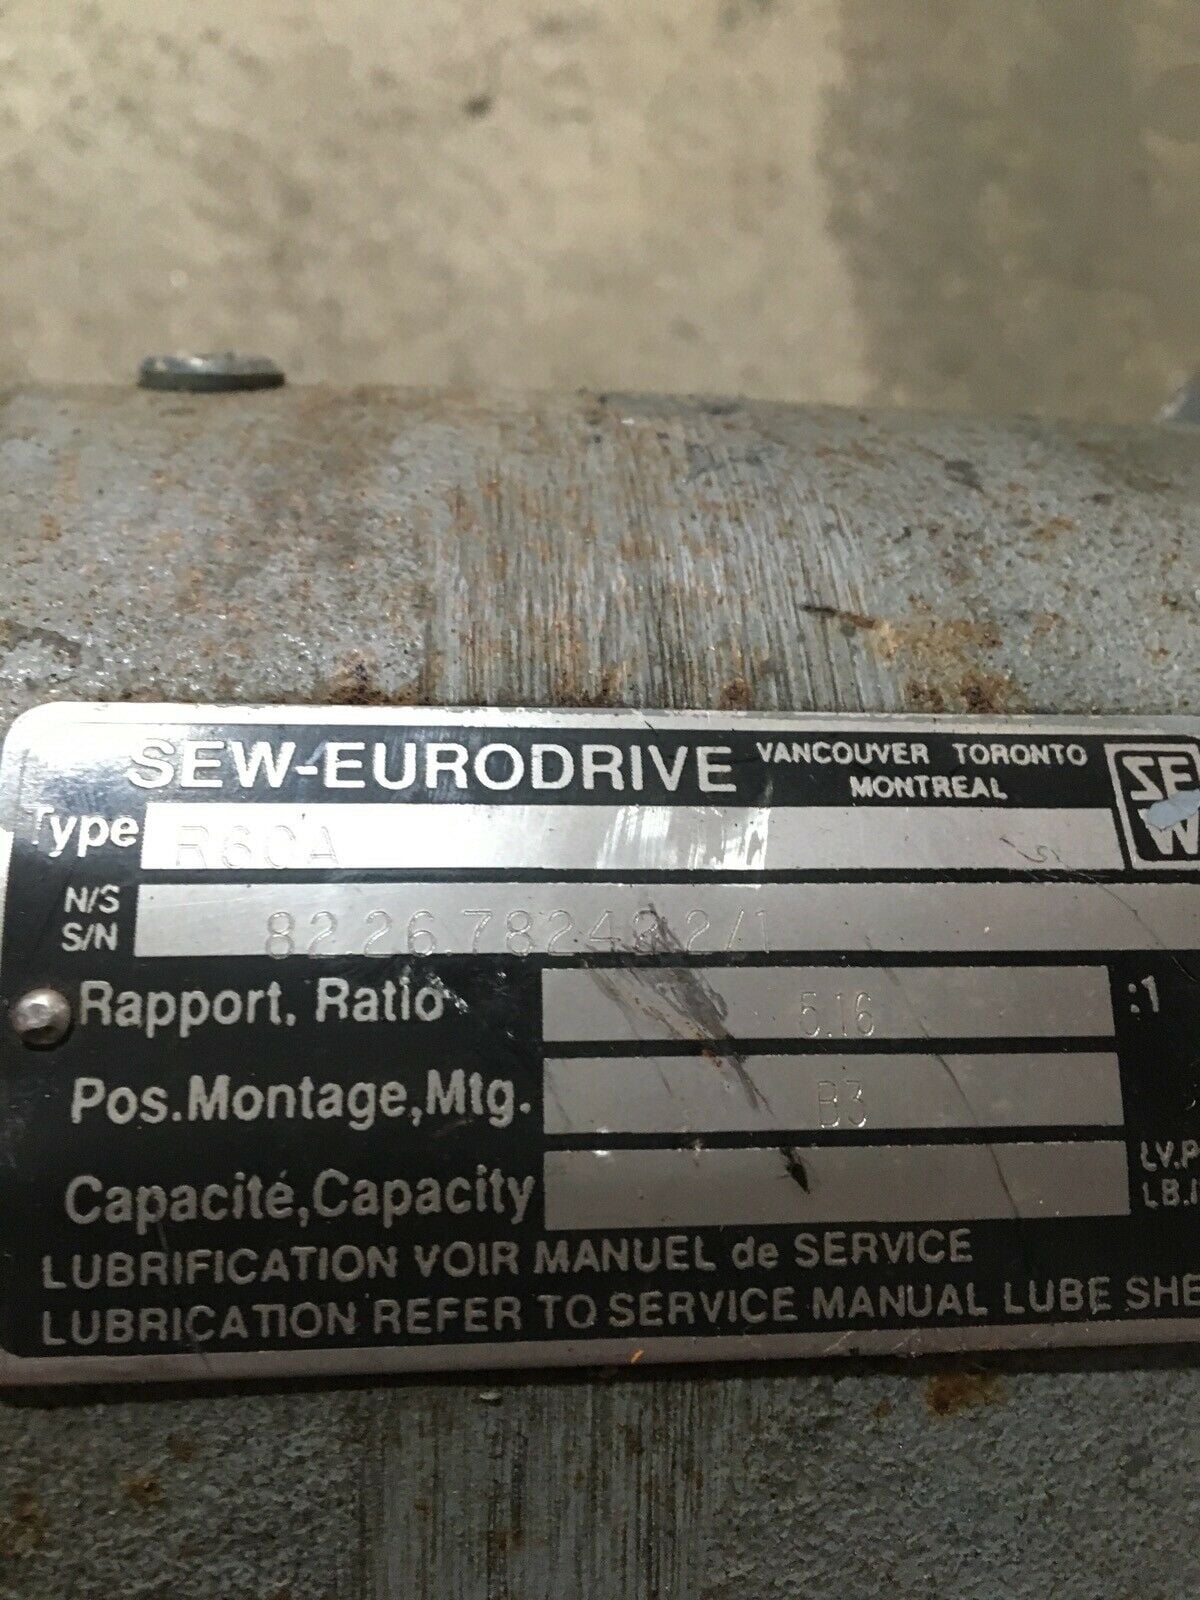 SEW-EURODRIVE VANCOUVER TORONTO MONTREAL
SEW
Type
N/S
S/N
Rapport. Ratio 5.16 :1
Pos.Montage,Mtg. B3
Capacité,Capacity
LUBRIFICATION VOIR MANUEL de SERVICE
LUBRICATION REFER TO SERVICE MANUAL LUBE SHE